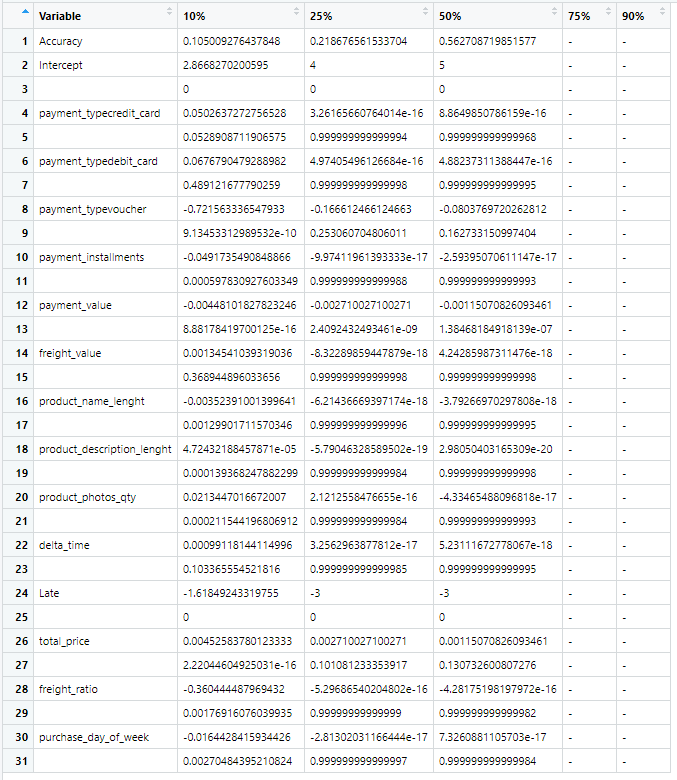 Variable 10% 25% 50% 75% 90%
1 Accuracy 0.105009276437848 0.218676561533704 0.562708719851577 - -
2 Intercept 2.8668270200595 4 5 - -
3 0 0 0 - -
4 payment_typecredit_card 0.0502637272756528 3.26165660764014e-16 8.8649850786159e-16 - -
5 0.0528908711906575 0.999999999999994 0.999999999999968 - -
6 payment_typedebit_card 0.0676790479288982 4.97405496126684e-16 4.88237311388447e-16 - -
7 0.489121677790259 0.999999999999998 0.999999999999995 - -
8 payment_typevoucher -0.721563336547933 -0.166612466124663 -0.0803769720262812 - -
9 9.13453312989532e-10 0.253060704806011 0.162733150997404 - -
10 payment_installments -0.0491735490848866 -9.97411961393333e-17 -2.59395070611147e-17 - -
11 0.000597830927603349 0.999999999999988 0.999999999999993 - -
12 payment_value -0.00448101827823246 -0.002710027100271 -0.00115070826093461 - -
13 8.88178419700125e-16 2.4092432493461e-09 1.38468184918139e-07 - -
14 freight_value 0.00134541039319036 -8.32289859447879e-18 4.24285987311476e-18 - -
15 0.368944896033656 0.999999999999998 0.999999999999998 - -
16 product_name_lenght -0.00352391001399641 -6.21436669397174e-18 -3.79266970297808e-18 - -
17 0.00129901711570346 0.999999999999996 0.999999999999995 - -
18 product_description_lenght 4.72432188457871e-05 -5.79046328589502e-19 2.98050403165309e-20 - -
19 0.000139368247882299 0.999999999999984 0.999999999999998 - -
20 product_photos_qty 0.0213447016672007 2.1212558476655e-16 -4.33465488096818e-17 - -
21 0.000211544196806912 0.999999999999984 0.999999999999993 - -
22 delta_time 0.00099118144114996 3.2562963877812e-17 5.23111672778067e-18 - -
23 0.103365554521816 0.999999999999985 0.999999999999995 - -
24 Late -1.61849243319755 -3 -3 - -
25 0 0 0 - -
26 total_price 0.00452583780123333 0.002710027100271 0.00115070826093461 - -
27 2.22044604925031e-16 0.101081233353917 0.130732600807276 - -
28 freight_ratio -0.360444487969432 -5.29686540204802e-16 -4.28175198197972e-16 - -
29 0.00176916076039935 0.99999999999999 0.999999999999982 - -
30 purchase_day_of_week -0.0164428415934426 -2.81302031166444e-17 7.3260881105703e-17 - -
31 0.00270484395210824 0.999999999999997 0.999999999999984 - -